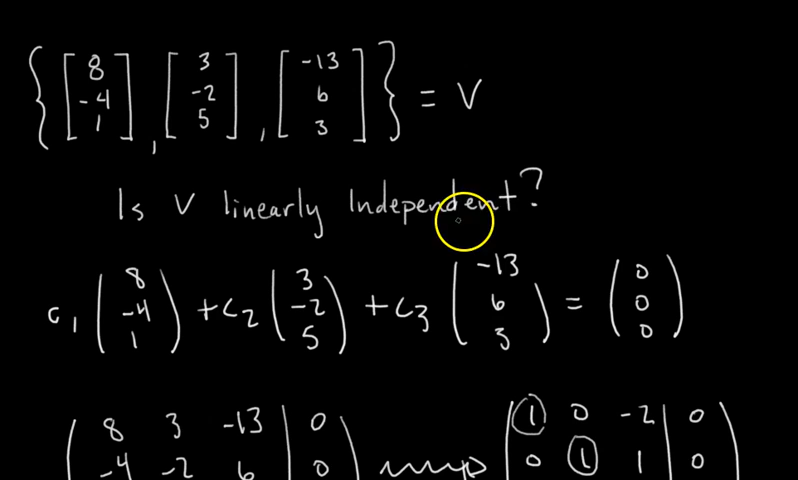 {[8 -4 1], [3 -2 5], [-13 6 3]} = V
Is V linearly Independent?
c1 (8 -4 1) + c2 (3 -2 5) + c3 (-13 6 3) = (0 0 0)
8 3 -13 | 0 1 0 -2 | 0
-4 -2 6 | 0 0 1 1 | 0